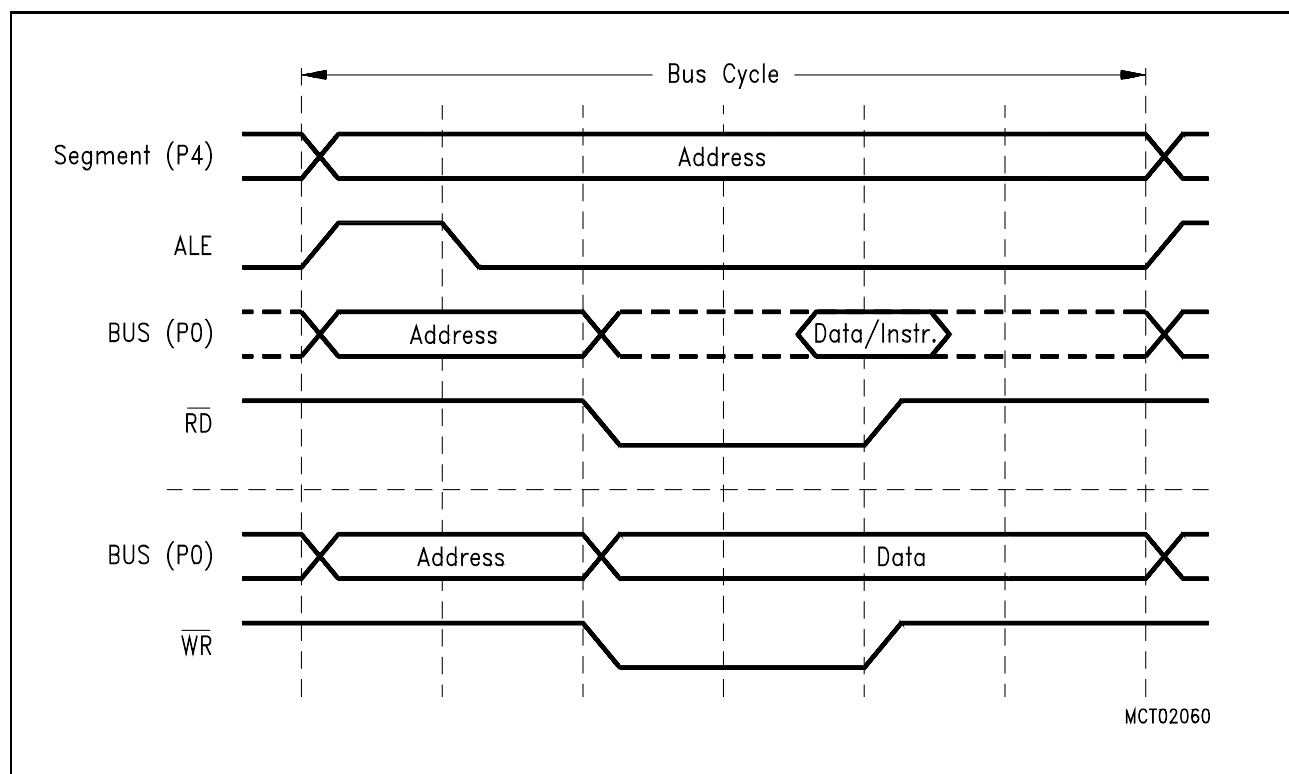 Bus Cycle
Segment (P4)
Address
ALE
BUS (P0)
Address
Data/Instr.
RD
BUS (P0)
Address
Data
WR
MCT02060